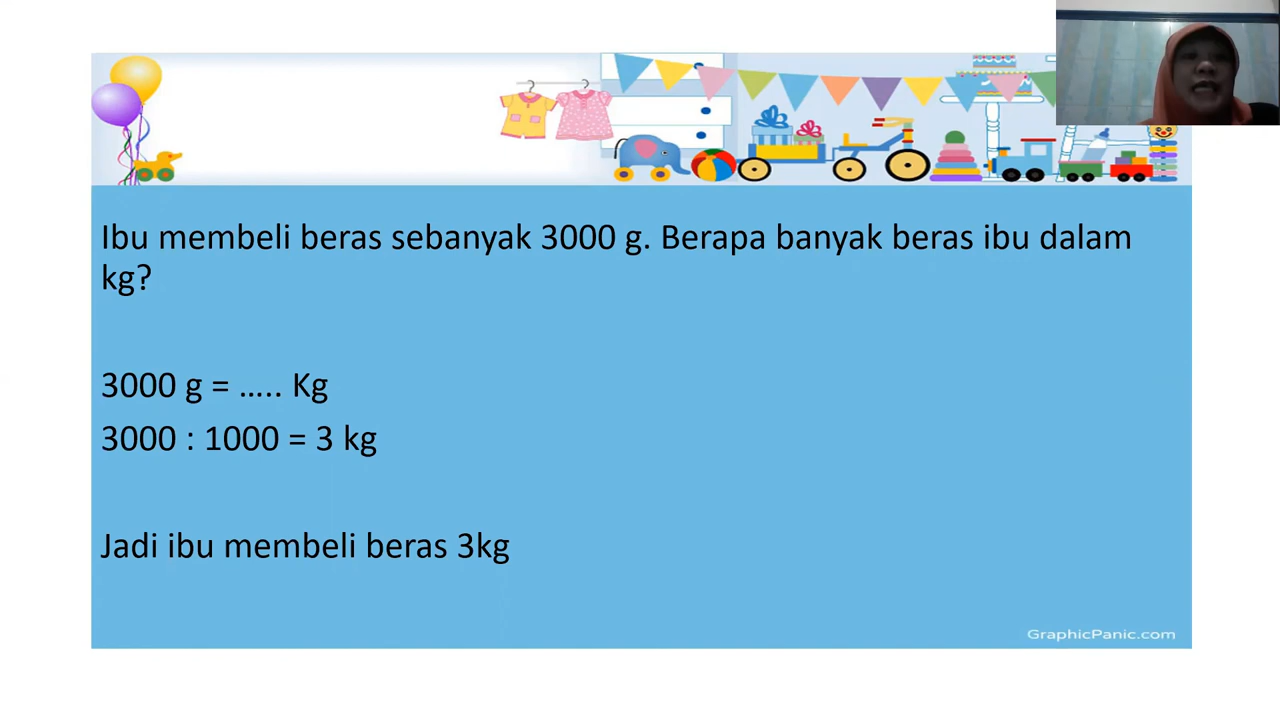 Ibu membeli beras sebanyak 3000 g. Berapa banyak beras ibu dalam
kg?
3000 g = ….. Kg
3000 : 1000 = 3 kg
Jadi ibu membeli beras 3kg
GraphicPanic.com